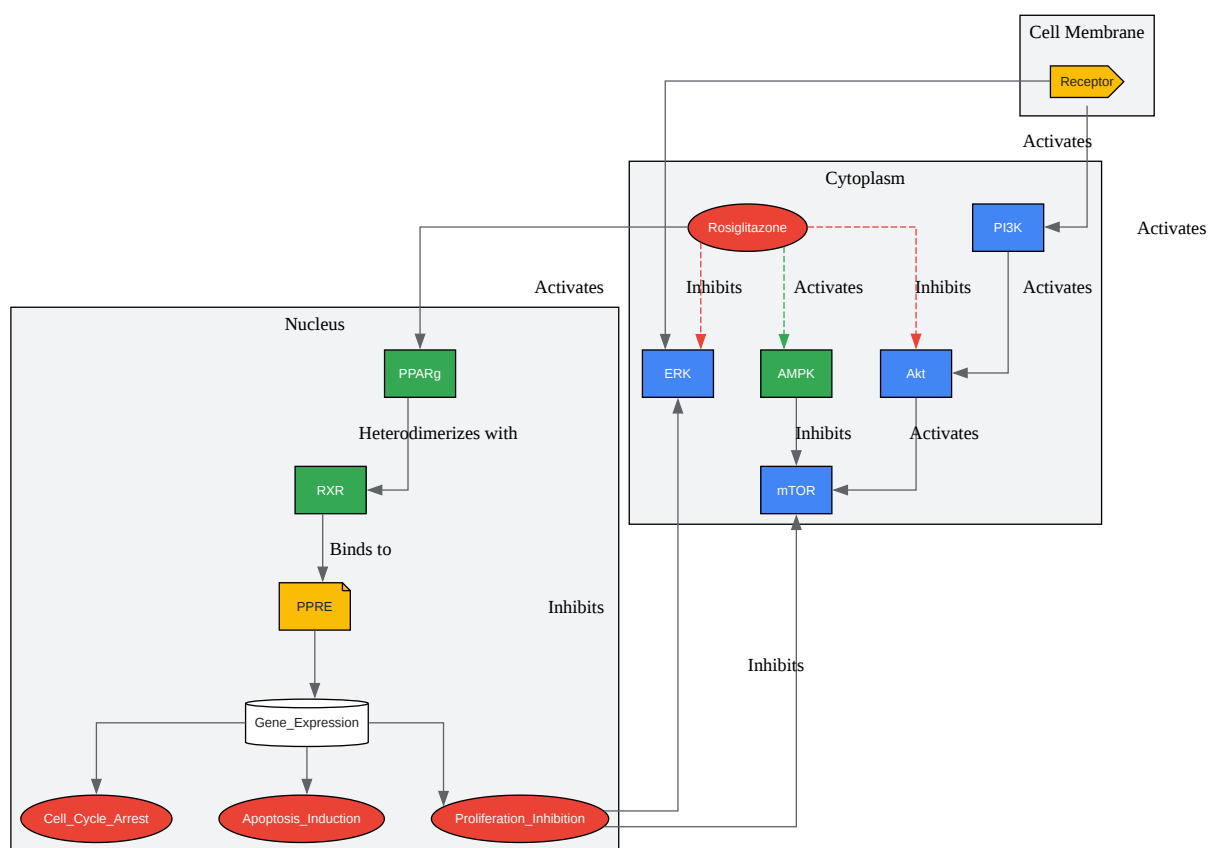 Cell Membrane
Receptor
Activates
Cytoplasm
Rosiglitazone
PI3K
Activates
Activates
Inhibits
Activates
Inhibits
Activates
Nucleus
PPARg
ERK
AMPK
Akt
Heterodimerizes with
Inhibits
Activates
RXR
mTOR
Binds to
PPRE
Inhibits
Inhibits
Gene_Expression
Cell_Cycle_Arrest
Apoptosis_Induction
Proliferation_Inhibition